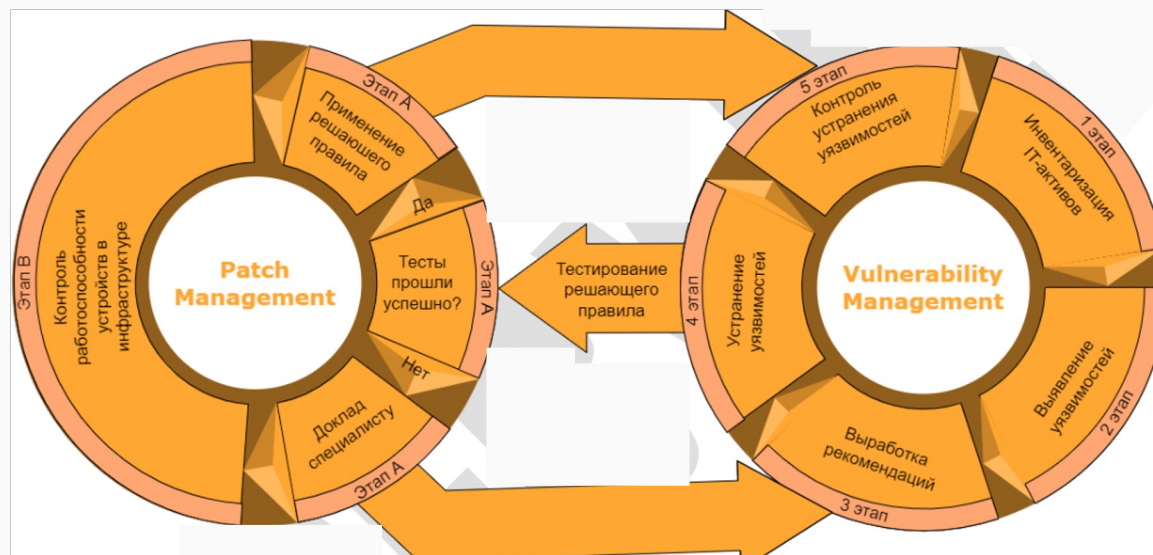 Этап А
Применение
решаюшего
правила
Да
Тесты
прошли
успешно?
Этап А
Нет
Доклад
специалисту
Этап А
Этап В
Контроль
работоспособности
устройств в
инфраструктуре
Patch
Management
Тестирование
решающего
правила
5 этап
Контроль
устранения
уязвимостей
1 этап
Инвентаризация
IT-активов
2 этап
Выявление
уязвимостей
3 этап
Выработка
рекомендаций
4 этап
Устранение
уязвимостей
Vulnerability
Management